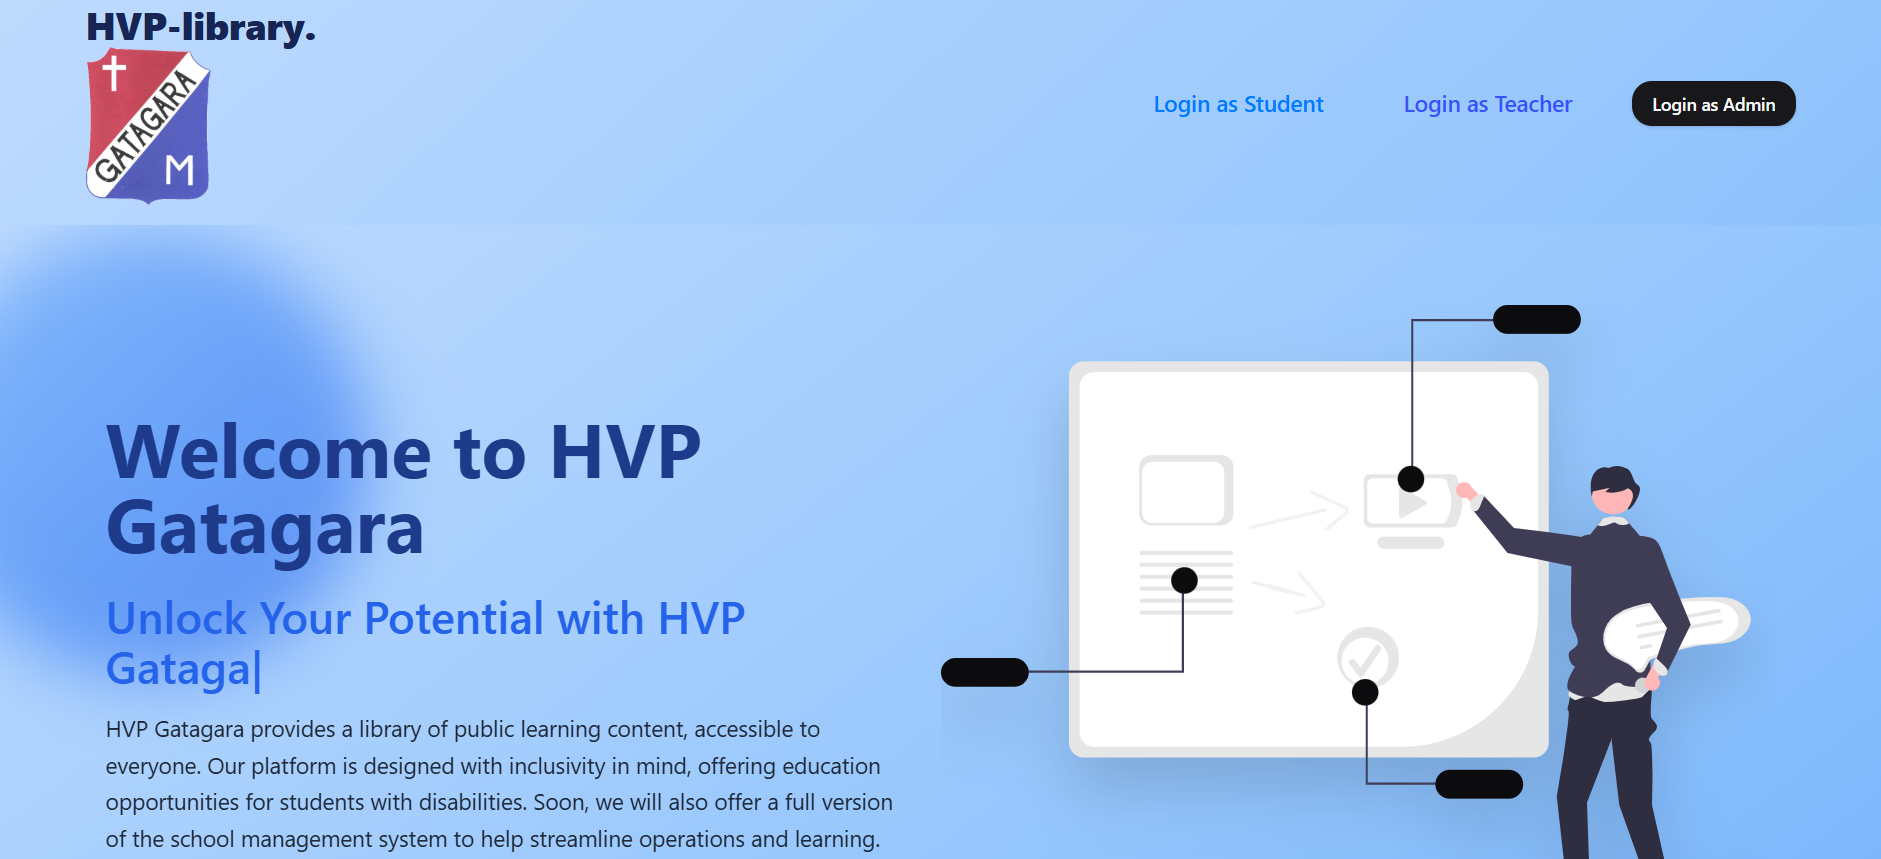 HVP-library.
GATAGARA
M
Login as Student
Login as Teacher
Login as Admin
Welcome to HVP
Gatagara
Unlock Your Potential with HVP
Gataga|
HVP Gatagara provides a library of public learning content, accessible to
everyone. Our platform is designed with inclusivity in mind, offering education
opportunities for students with disabilities. Soon, we will also offer a full version
of the school management system to help streamline operations and learning.